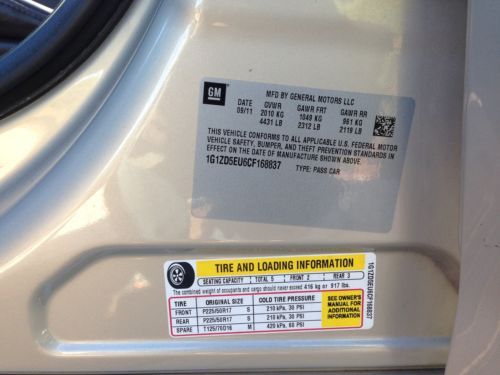 GM
MFD BY GENERAL MOTORS LLC
DATE GVWR GAWR FRT GAWR RR
09/11 2010 KG 1049 KG 961 KG
4431 LB 2312 LB 2119 LB
THIS VEHICLE CONFORMS TO ALL APPLICABLE U.S. FEDERAL MOTOR
VEHICLE SAFETY, BUMPER, AND THEFT PREVENTION STANDARDS IN
EFFECT ON THE DATE OF MANUFACTURE SHOWN ABOVE.
1G1ZD5EU6CF168837 TYPE: PASS CAR
TIRE AND LOADING INFORMATION
SEATING CAPACITY TOTAL 5 FRONT 2 REAR 3
The combined weight of occupants and cargo should never exceed 416 kg or 917 lbs.
TIRE ORIGINAL SIZE COLD TIRE PRESSURE
FRONT P225/50R17 S 210 kPa, 30 PSI
REAR P225/50R17 S 210 kPa, 30 PSI
SPARE T125/70D16 M 420 kPa, 60 PSI
SEE OWNER'S
MANUAL FOR
ADDITIONAL
INFORMATION
1G1ZD5EU6CF168837